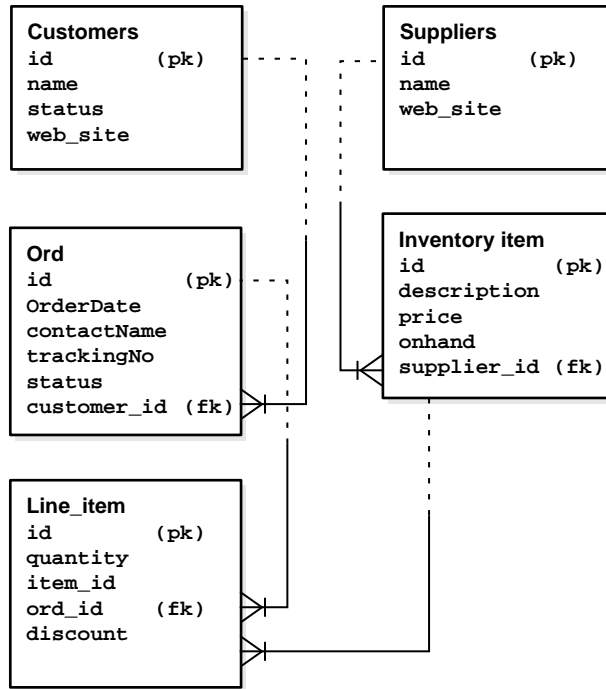 Customers
id (pk)
name
status
web_site
Suppliers
id (pk)
name
web_site
Ord
id (pk)
OrderDate
contactName
trackingNo
status
customer_id (fk)
Inventory item
id (pk)
description
price
onhand
supplier_id (fk)
Line_item
id (pk)
quantity
item_id
ord_id (fk)
discount